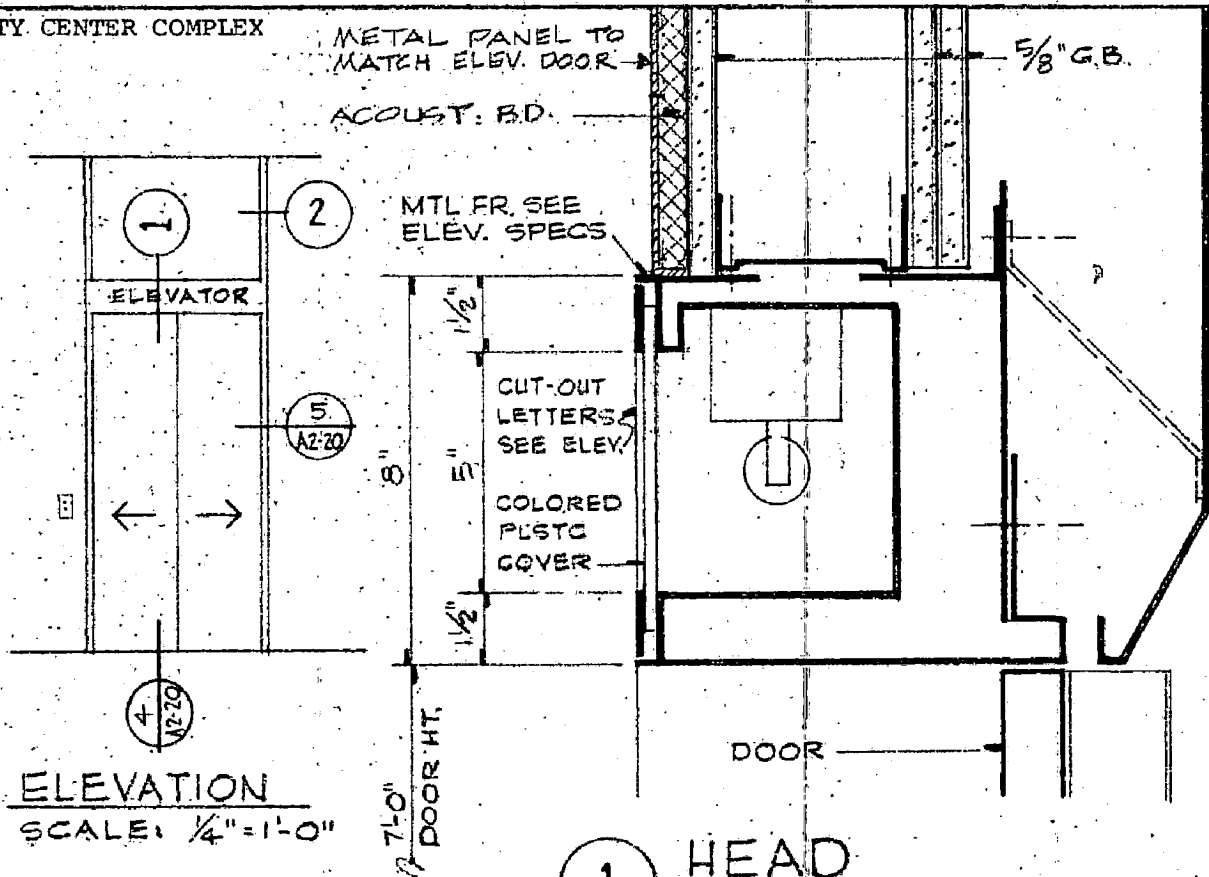 TY CENTER COMPLEX
METAL PANEL TO
MATCH ELEV. DOOR
5/8" G.B.
ACOUST. BD.
1
2
MTL FR. SEE
ELEV. SPECS
ELEVATOR
1 1/2"
CUT-OUT
LETTERS
SEE ELEV.
5
A2-20
8"
5"
COLORED
PLSTC
COVER
1 1/2"
4
A2-20
7'-0"
DOOR HT.
DOOR
ELEVATION
SCALE: 1/4" = 1'-0"
1
HEAD